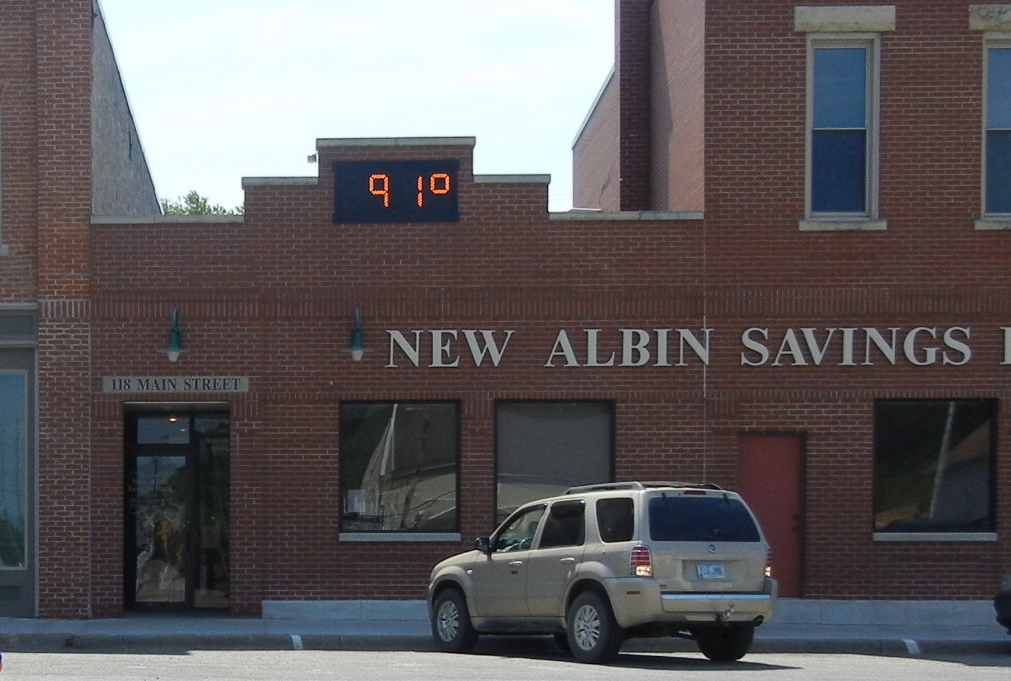 91°
NEW ALBIN SAVINGS
118 MAIN STREET